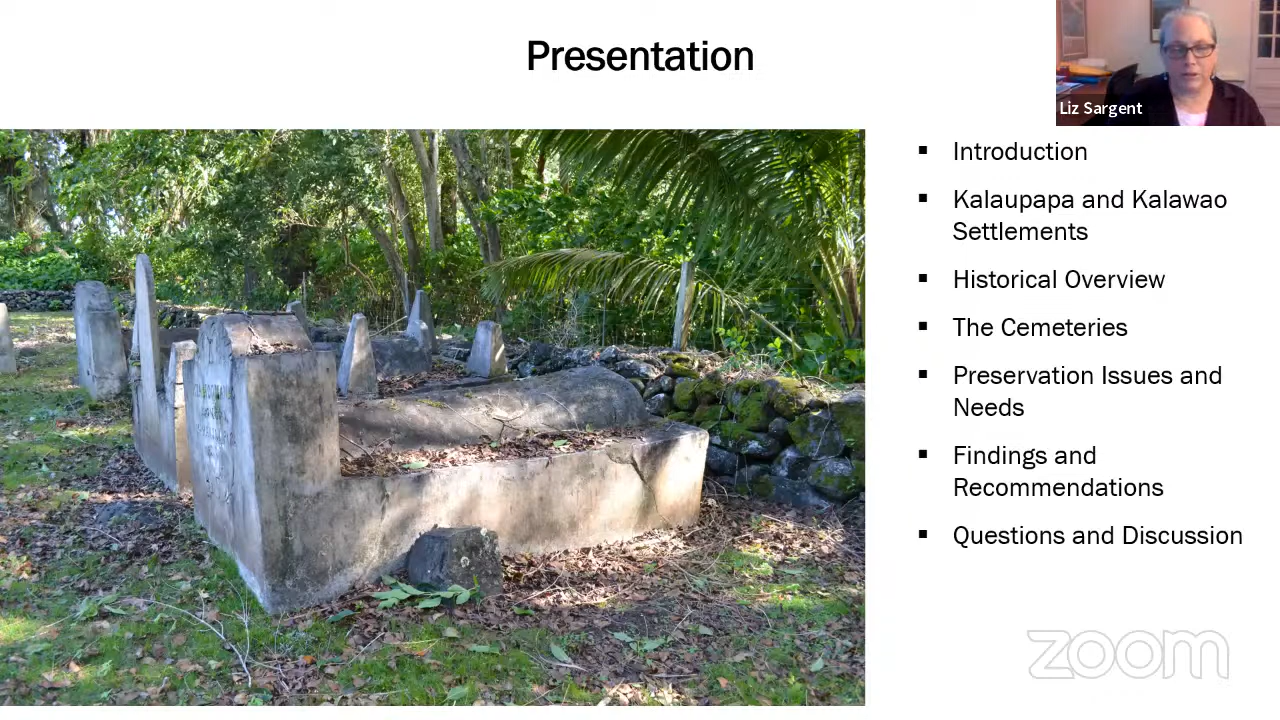 Presentation
Liz Sargent
▪ Introduction
▪ Kalaupapa and Kalawao
Settlements
▪ Historical Overview
▪ The Cemeteries
▪ Preservation Issues and
Needs
▪ Findings and
Recommendations
▪ Questions and Discussion
zoom